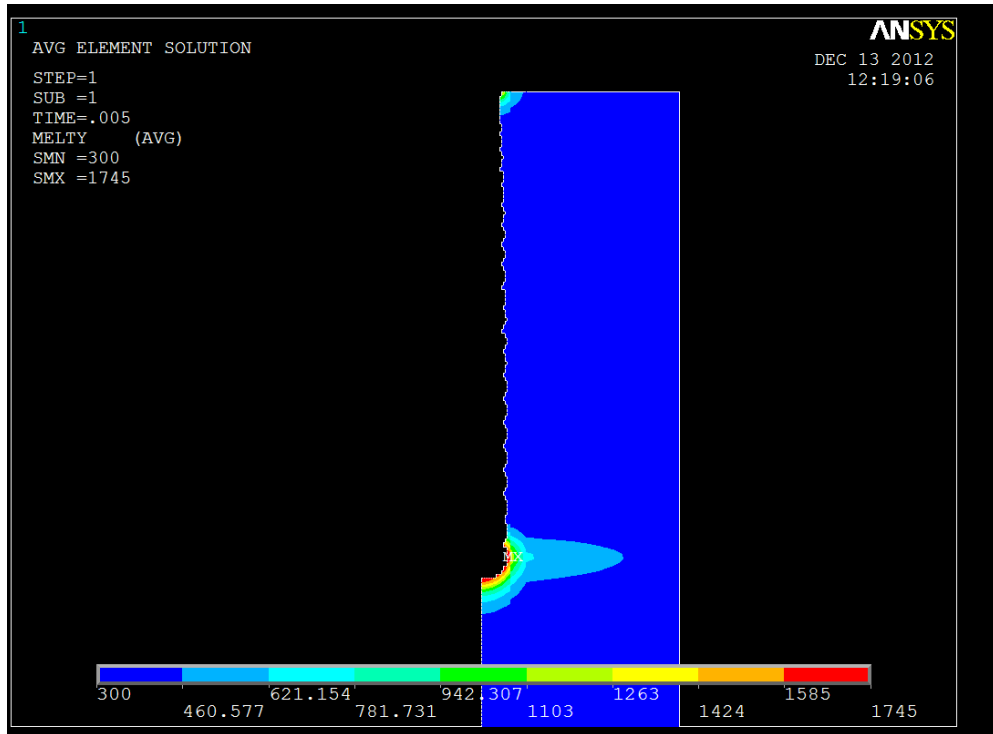 1
ANSYS
AVG ELEMENT SOLUTION
DEC 13 2012
12:19:06
STEP=1
SUB =1
TIME=.005
MELTY (AVG)
SMN =300
SMX =1745
MX
300 621.154 942.307 1263 1585
460.577 781.731 1103 1424 1745